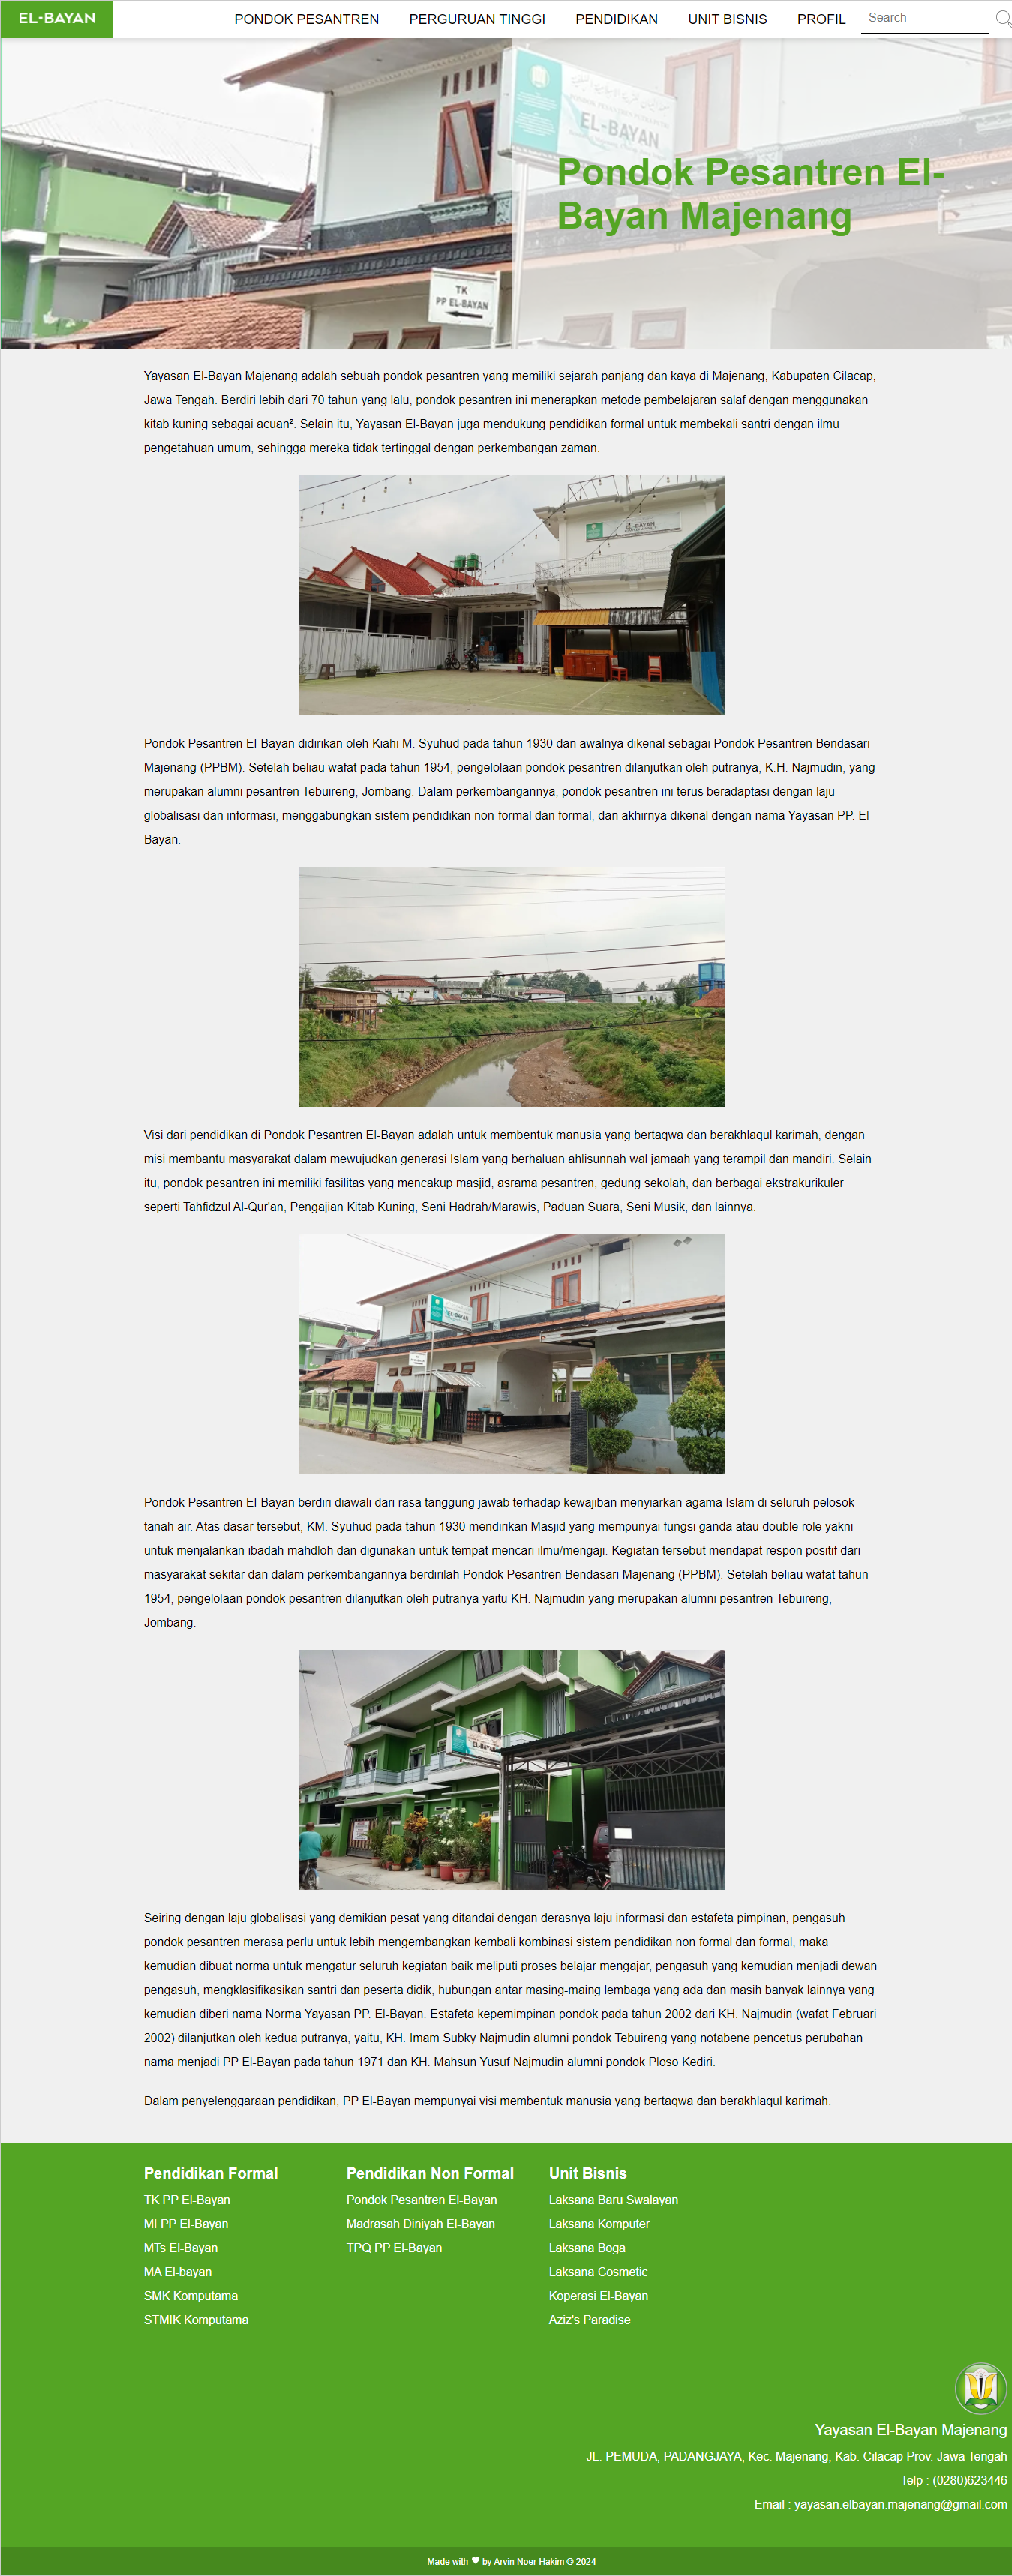 EL-BAYAN
PONDOK PESANTREN PERGURUAN TINGGI PENDIDIKAN UNIT BISNIS PROFIL Search
EL-BAYAN
Pondok Pesantren El-
Bayan Majenang
TK
PP EL-BAYAN
Yayasan El-Bayan Majenang adalah sebuah pondok pesantren yang memiliki sejarah panjang dan kaya di Majenang, Kabupaten Cilacap,
Jawa Tengah. Berdiri lebih dari 70 tahun yang lalu, pondok pesantren ini menerapkan metode pembelajaran salaf dengan menggunakan
kitab kuning sebagai acuan². Selain itu, Yayasan El-Bayan juga mendukung pendidikan formal untuk membekali santri dengan ilmu
pengetahuan umum, sehingga mereka tidak tertinggal dengan perkembangan zaman.
EL-BAYAN
Pondok Pesantren El-Bayan didirikan oleh Kiahi M. Syuhud pada tahun 1930 dan awalnya dikenal sebagai Pondok Pesantren Bendasari
Majenang (PPBM). Setelah beliau wafat pada tahun 1954, pengelolaan pondok pesantren dilanjutkan oleh putranya, K.H. Najmudin, yang
merupakan alumni pesantren Tebuireng, Jombang. Dalam perkembangannya, pondok pesantren ini terus beradaptasi dengan laju
globalisasi dan informasi, menggabungkan sistem pendidikan non-formal dan formal, dan akhirnya dikenal dengan nama Yayasan PP. El-
Bayan.
Visi dari pendidikan di Pondok Pesantren El-Bayan adalah untuk membentuk manusia yang bertaqwa dan berakhlaqul karimah, dengan
misi membantu masyarakat dalam mewujudkan generasi Islam yang berhaluan ahlisunnah wal jamaah yang terampil dan mandiri. Selain
itu, pondok pesantren ini memiliki fasilitas yang mencakup masjid, asrama pesantren, gedung sekolah, dan berbagai ekstrakurikuler
seperti Tahfidzul Al-Qur'an, Pengajian Kitab Kuning, Seni Hadrah/Marawis, Paduan Suara, Seni Musik, dan lainnya.
EL-BAYAN
Pondok Pesantren El-Bayan berdiri diawali dari rasa tanggung jawab terhadap kewajiban menyiarkan agama Islam di seluruh pelosok
tanah air. Atas dasar tersebut, KM. Syuhud pada tahun 1930 mendirikan Masjid yang mempunyai fungsi ganda atau double role yakni
untuk menjalankan ibadah mahdloh dan digunakan untuk tempat mencari ilmu/mengaji. Kegiatan tersebut mendapat respon positif dari
masyarakat sekitar dan dalam perkembangannya berdirilah Pondok Pesantren Bendasari Majenang (PPBM). Setelah beliau wafat tahun
1954, pengelolaan pondok pesantren dilanjutkan oleh putranya yaitu KH. Najmudin yang merupakan alumni pesantren Tebuireng,
Jombang.
EL-BAYAN
Seiring dengan laju globalisasi yang demikian pesat yang ditandai dengan derasnya laju informasi dan estafeta pimpinan, pengasuh
pondok pesantren merasa perlu untuk lebih mengembangkan kembali kombinasi sistem pendidikan non formal dan formal, maka
kemudian dibuat norma untuk mengatur seluruh kegiatan baik meliputi proses belajar mengajar, pengasuh yang kemudian menjadi dewan
pengasuh, mengklasifikasikan santri dan peserta didik, hubungan antar masing-maing lembaga yang ada dan masih banyak lainnya yang
kemudian diberi nama Norma Yayasan PP. El-Bayan. Estafeta kepemimpinan pondok pada tahun 2002 dari KH. Najmudin (wafat Februari
2002) dilanjutkan oleh kedua putranya, yaitu, KH. Imam Subky Najmudin alumni pondok Tebuireng yang notabene pencetus perubahan
nama menjadi PP El-Bayan pada tahun 1971 dan KH. Mahsun Yusuf Najmudin alumni pondok Ploso Kediri.
Dalam penyelenggaraan pendidikan, PP El-Bayan mempunyai visi membentuk manusia yang bertaqwa dan berakhlaqul karimah.
Pendidikan Formal
TK PP El-Bayan
MI PP El-Bayan
MTs El-Bayan
MA El-bayan
SMK Komputama
STMIK Komputama
Pendidikan Non Formal
Pondok Pesantren El-Bayan
Madrasah Diniyah El-Bayan
TPQ PP El-Bayan
Unit Bisnis
Laksana Baru Swalayan
Laksana Komputer
Laksana Boga
Laksana Cosmetic
Koperasi El-Bayan
Aziz's Paradise
Yayasan El-Bayan Majenang
JL. PEMUDA, PADANGJAYA, Kec. Majenang, Kab. Cilacap Prov. Jawa Tengah
Telp : (0280)623446
Email : yayasan.elbayan.majenang@gmail.com
Made with ♥ by Arvin Noer Hakim © 2024